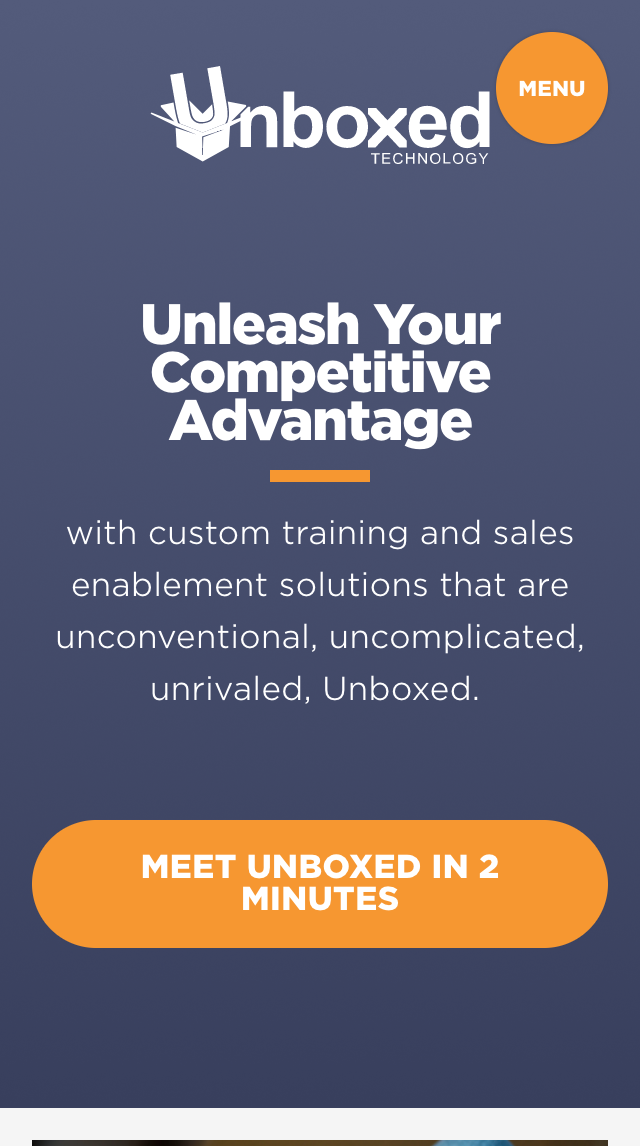 Unboxed
TECHNOLOGY
MENU
Unleash Your
Competitive
Advantage
with custom training and sales
enablement solutions that are
unconventional, uncomplicated,
unrivaled, Unboxed.
MEET UNBOXED IN 2
MINUTES